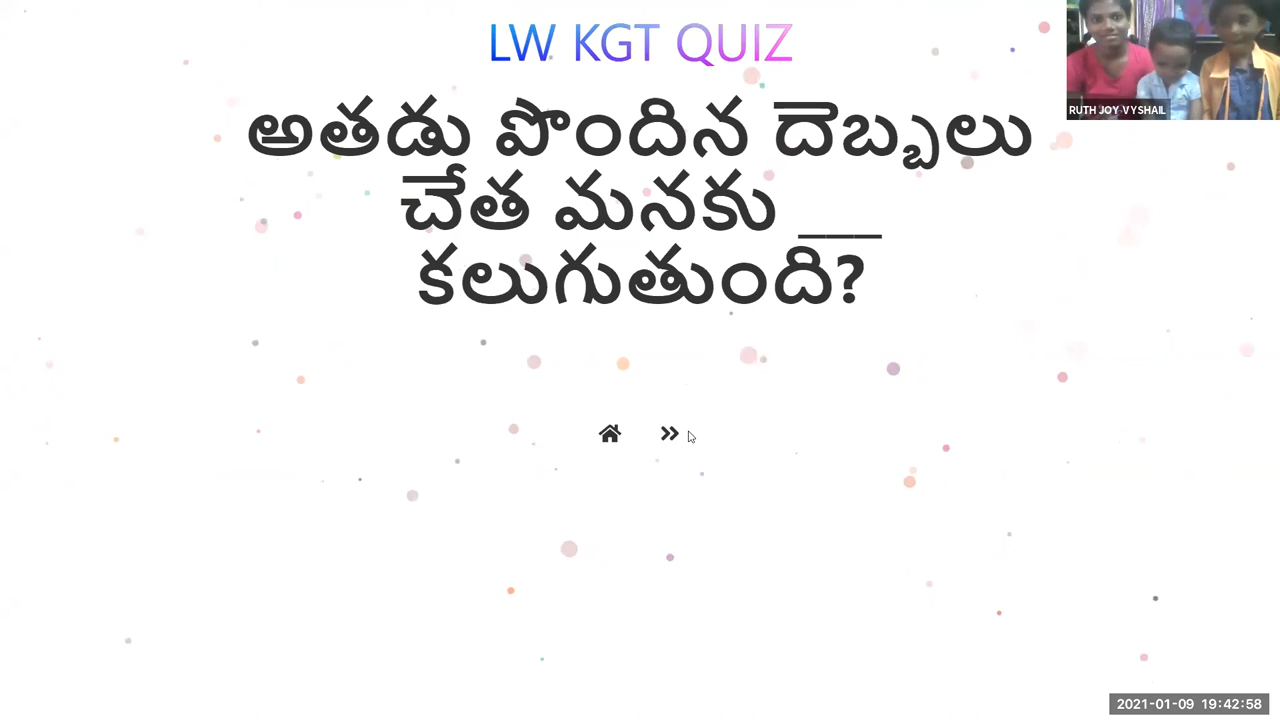 LW KGT QUIZ
అతడు పొందిన దెబ్బలు
చేత మనకు ___
కలుగుతుంది?
RUTH JOY VYSHAIL
2021-01-09 19:42:58